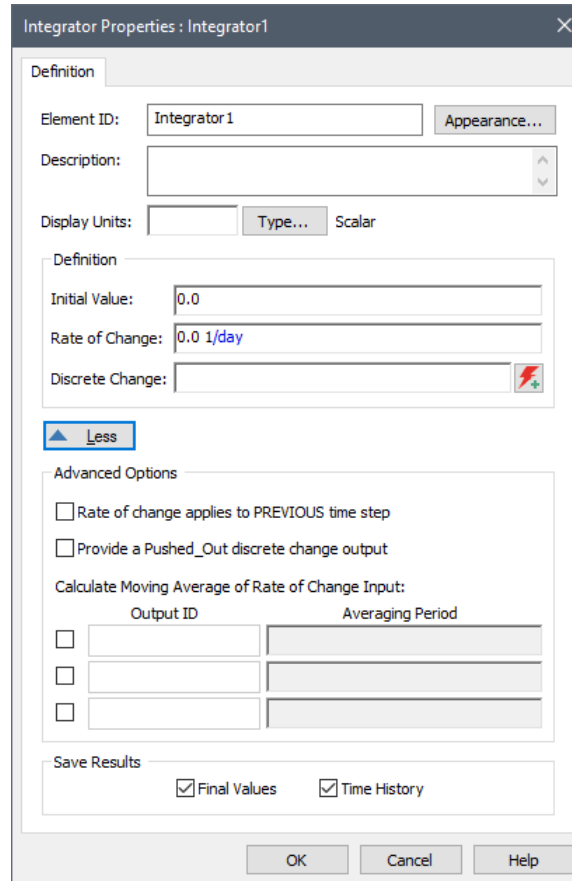 Integrator Properties : Integrator1
Definition
Element ID: Integrator1 Appearance...
Description:
Display Units: Type... Scalar
Definition
Initial Value: 0.0
Rate of Change: 0.0 1/day
Discrete Change:
Less
Advanced Options
Rate of change applies to PREVIOUS time step
Provide a Pushed_Out discrete change output
Calculate Moving Average of Rate of Change Input:
Output ID Averaging Period
Save Results
Final Values Time History
OK Cancel Help